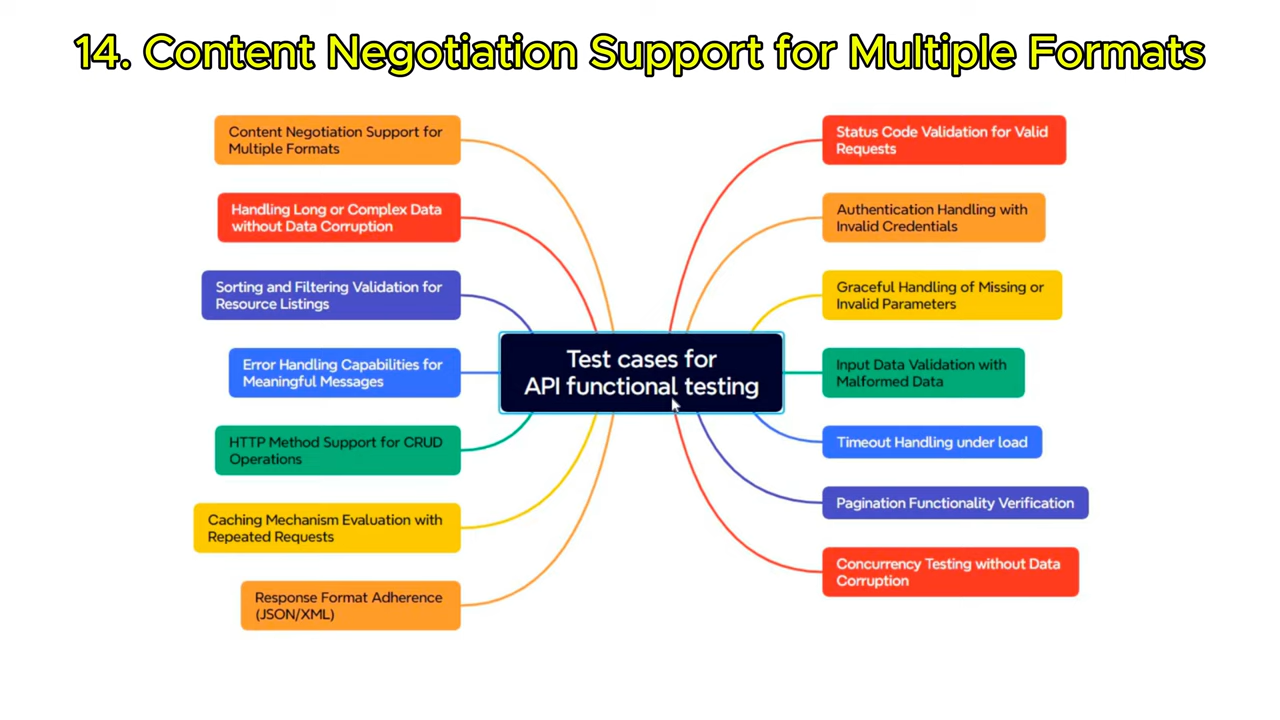 14. Content Negotiation Support for Multiple Formats
Content Negotiation Support for
Multiple Formats
Handling Long or Complex Data
without Data Corruption
Sorting and Filtering Validation for
Resource Listings
Error Handling Capabilities for
Meaningful Messages
HTTP Method Support for CRUD
Operations
Caching Mechanism Evaluation with
Repeated Requests
Response Format Adherence
(JSON/XML)
Test cases for
API functional testing
Status Code Validation for Valid
Requests
Authentication Handling with
Invalid Credentials
Graceful Handling of Missing or
Invalid Parameters
Input Data Validation with
Malformed Data
Timeout Handling under load
Pagination Functionality Verification
Concurrency Testing without Data
Corruption